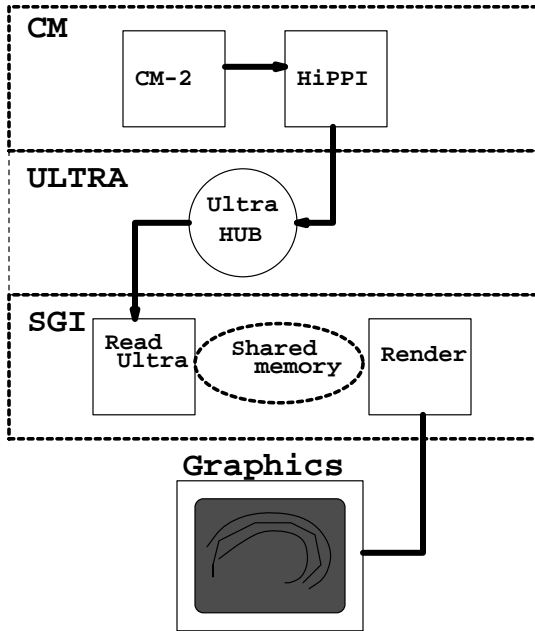 CM
CM-2
HiPPI
ULTRA
Ultra
HUB
SGI
Read
Ultra
Shared
memory
Render
Graphics